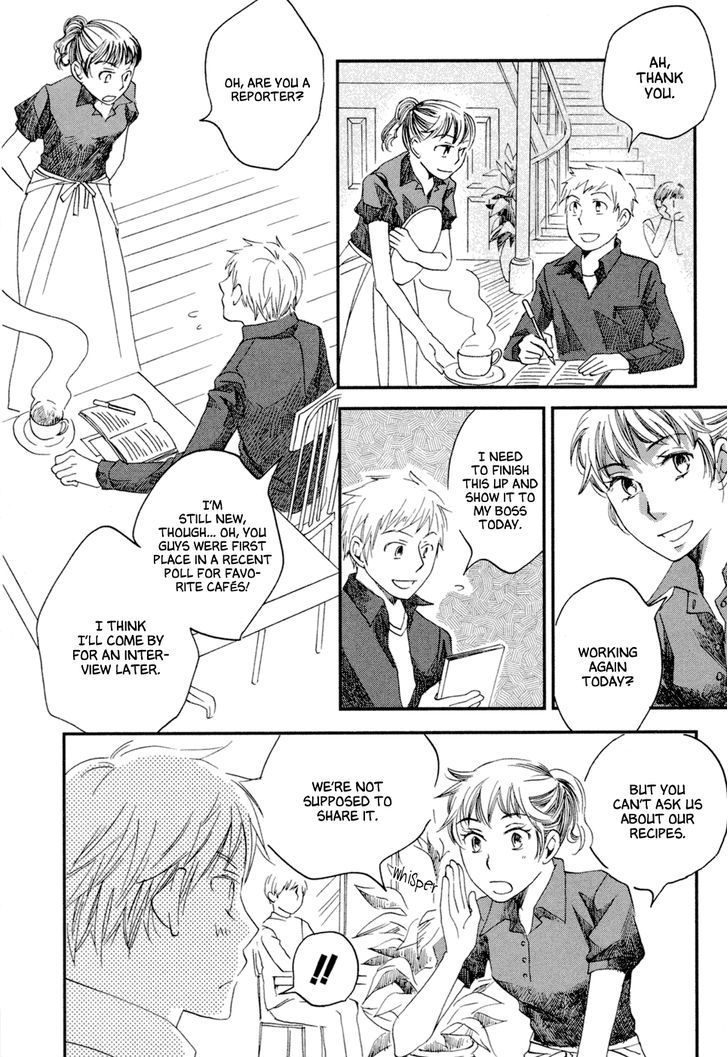 AH,
THANK
YOU.
WORKING
AGAIN
TODAY?
I NEED
TO FINISH
THIS UP AND
SHOW IT TO
MY BOSS
TODAY.
OH, ARE YOU A
REPORTER?
I'M
STILL NEW,
THOUGH... OH, YOU
GUYS WERE FIRST
PLACE IN A RECENT
POLL FOR FAVO-
RITE CAFÉS!
I THINK
I'LL COME BY
FOR AN INTER-
VIEW LATER.
BUT YOU
CAN'T ASK US
ABOUT OUR
RECIPES.
Whisper
WE'RE NOT
SUPPOSED TO
SHARE IT.
!!